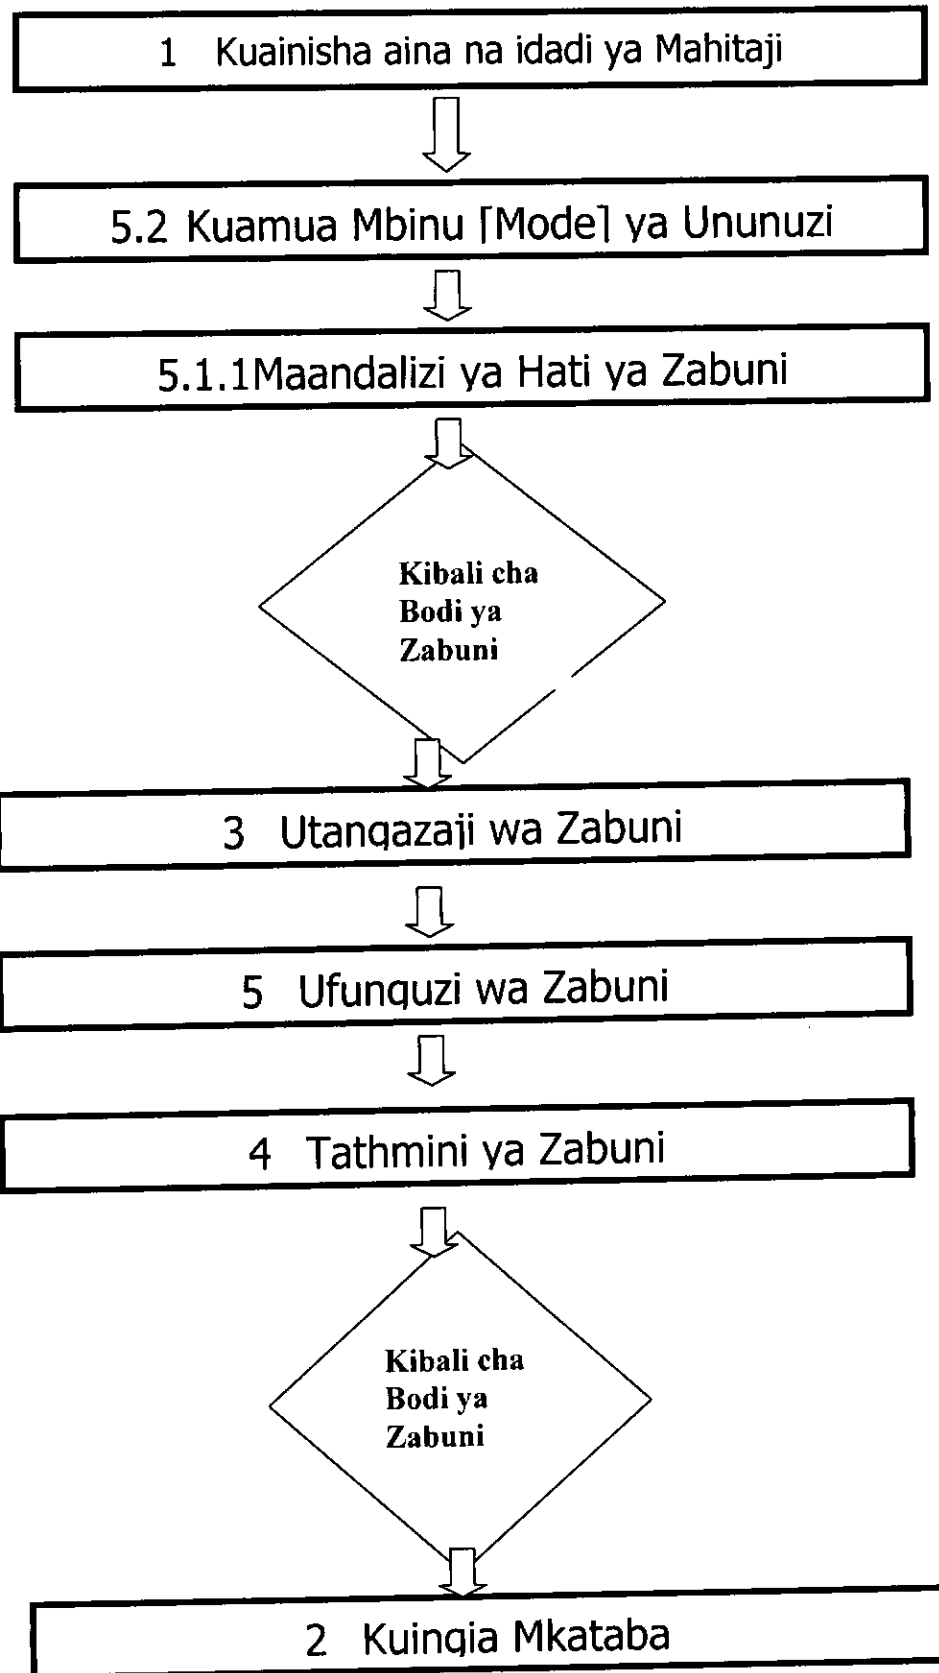 1 Kuainisha aina na idadi ya Mahitaji
5.2 Kuamua Mbinu [Mode] ya Ununuzi
5.1.1Maandalizi ya Hati ya Zabuni
Kibali cha
Bodi ya
Zabuni
3 Utangazaji wa Zabuni
5 Ufunguzi wa Zabuni
4 Tathmini ya Zabuni
Kibali cha
Bodi ya
Zabuni
2 Kuingia Mkataba